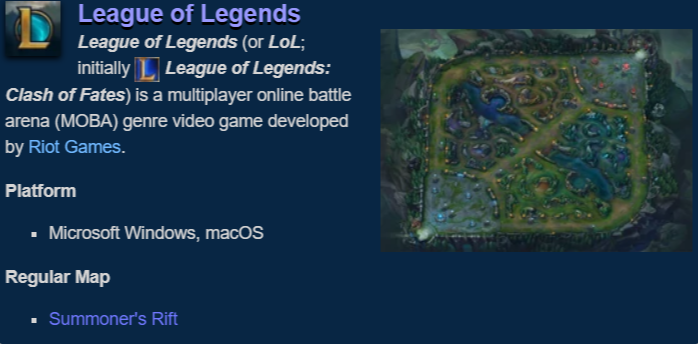 League of Legends
League of Legends (or LoL;
initially League of Legends:
Clash of Fates) is a multiplayer online battle
arena (MOBA) genre video game developed
by Riot Games.
Platform
Microsoft Windows, macOS
Regular Map
Summoner's Rift